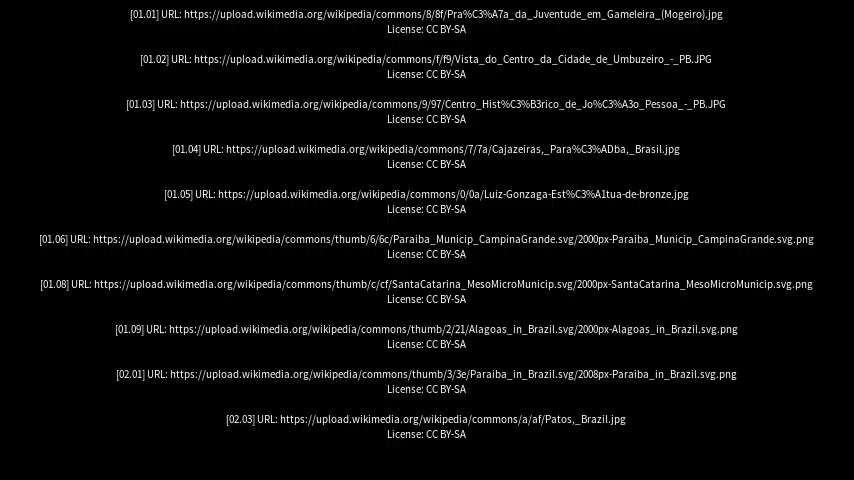 [01.01] URL: https://upload.wikimedia.org/wikipedia/commons/8/8f/Pra%C3%A7a_da_Juventude_em_Gameleira_(Mogeiro).jpg
License: CC BY-SA
[01.02] URL: https://upload.wikimedia.org/wikipedia/commons/f/f9/Vista_do_Centro_da_Cidade_de_Umbuzeiro_-_PB.JPG
License: CC BY-SA
[01.03] URL: https://upload.wikimedia.org/wikipedia/commons/9/97/Centro_Hist%C3%B3rico_de_Jo%C3%A3o_Pessoa_-_PB.JPG
License: CC BY-SA
[01.04] URL: https://upload.wikimedia.org/wikipedia/commons/7/7a/Cajazeiras,_Para%C3%ADba,_Brasil.jpg
License: CC BY-SA
[01.05] URL: https://upload.wikimedia.org/wikipedia/commons/0/0a/Luiz-Gonzaga-Est%C3%A1tua-de-bronze.jpg
License: CC BY-SA
[01.06] URL: https://upload.wikimedia.org/wikipedia/commons/thumb/6/6c/Paraiba_Municip_CampinaGrande.svg/2000px-Paraiba_Municip_CampinaGrande.svg.png
License: CC BY-SA
[01.08] URL: https://upload.wikimedia.org/wikipedia/commons/thumb/c/cf/SantaCatarina_MesoMicroMunicip.svg/2000px-SantaCatarina_MesoMicroMunicip.svg.png
License: CC BY-SA
[01.09] URL: https://upload.wikimedia.org/wikipedia/commons/thumb/2/21/Alagoas_in_Brazil.svg/2000px-Alagoas_in_Brazil.svg.png
License: CC BY-SA
[02.01] URL: https://upload.wikimedia.org/wikipedia/commons/thumb/3/3e/Paraiba_in_Brazil.svg/2008px-Paraiba_in_Brazil.svg.png
License: CC BY-SA
[02.03] URL: https://upload.wikimedia.org/wikipedia/commons/a/af/Patos,_Brazil.jpg
License: CC BY-SA